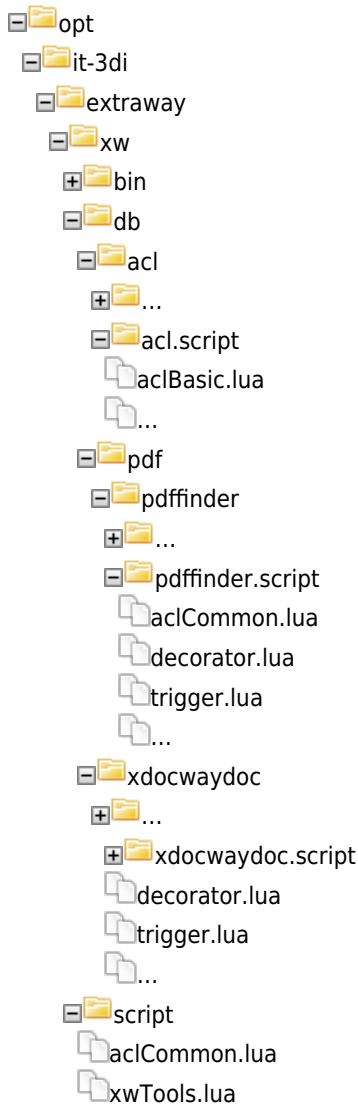 opt
it-3di
extraway
xw
bin
db
acl
...
acl.script
aclBasic.lua
...
pdf
pdffinder
...
pdffinder.script
aclCommon.lua
decorator.lua
trigger.lua
...
xdocwaydoc
...
xdocwaydoc.script
decorator.lua
trigger.lua
...
script
aclCommon.lua
xwTools.lua